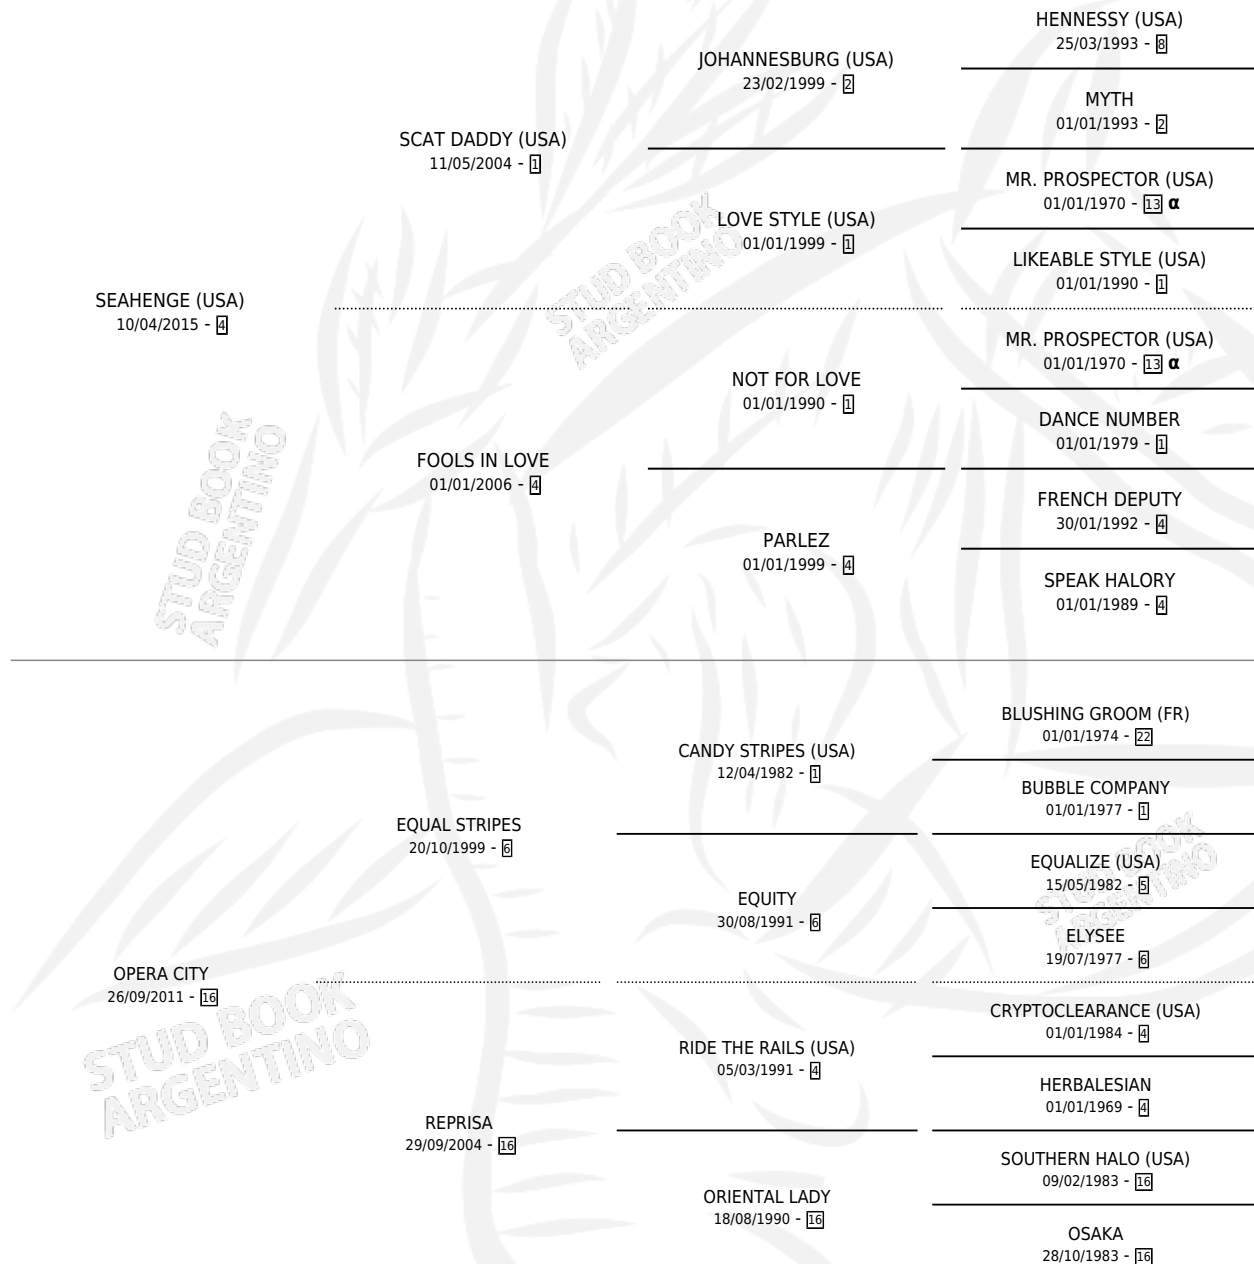 HENNESSY (USA)
25/03/1993 - 8
JOHANNESBURG (USA)
23/02/1999 - 2
MYTH
01/01/1993 - 2
SCAT DADDY (USA)
11/05/2004 - 1
MR. PROSPECTOR (USA)
01/01/1970 - 13 α
LOVE STYLE (USA)
01/01/1999 - 1
LIKEABLE STYLE (USA)
01/01/1990 - 1
SEAHENGE (USA)
10/04/2015 - 4
MR. PROSPECTOR (USA)
01/01/1970 - 13 α
NOT FOR LOVE
01/01/1990 - 1
DANCE NUMBER
01/01/1979 - 1
FOOLS IN LOVE
01/01/2006 - 4
FRENCH DEPUTY
30/01/1992 - 4
PARLEZ
01/01/1999 - 4
SPEAK HALORY
01/01/1989 - 4
BLUSHING GROOM (FR)
01/01/1974 - 22
CANDY STRIPES (USA)
12/04/1982 - 1
BUBBLE COMPANY
01/01/1977 - 1
EQUAL STRIPES
20/10/1999 - 6
EQUALIZE (USA)
15/05/1982 - 5
EQUITY
30/08/1991 - 6
ELYSEE
19/07/1977 - 6
OPERA CITY
26/09/2011 - 16
CRYPTOCLEARANCE (USA)
01/01/1984 - 4
RIDE THE RAILS (USA)
05/03/1991 - 4
HERBALESIAN
01/01/1969 - 4
REPRISA
29/09/2004 - 16
SOUTHERN HALO (USA)
09/02/1983 - 16
ORIENTAL LADY
18/08/1990 - 16
OSAKA
28/10/1983 - 16
STUD BOOK
ARGENTINO
STUD BOOK
ARGENTINO
STUD BOOK
ARGENTINO
STUD BOOK
ARGENTINO